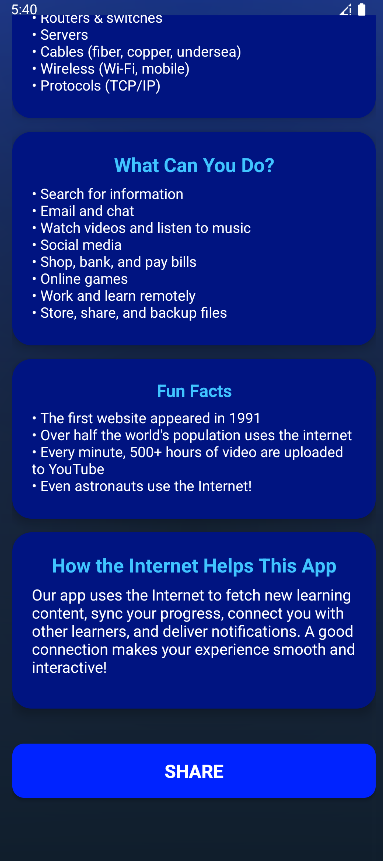 5:40
• Routers & switches
• Servers
• Cables (fiber, copper, undersea)
• Wireless (Wi-Fi, mobile)
• Protocols (TCP/IP)
What Can You Do?
• Search for information
• Email and chat
• Watch videos and listen to music
• Social media
• Shop, bank, and pay bills
• Online games
• Work and learn remotely
• Store, share, and backup files
Fun Facts
• The first website appeared in 1991
• Over half the world's population uses the internet
• Every minute, 500+ hours of video are uploaded
to YouTube
• Even astronauts use the Internet!
How the Internet Helps This App
Our app uses the Internet to fetch new learning
content, sync your progress, connect you with
other learners, and deliver notifications. A good
connection makes your experience smooth and
interactive!
SHARE